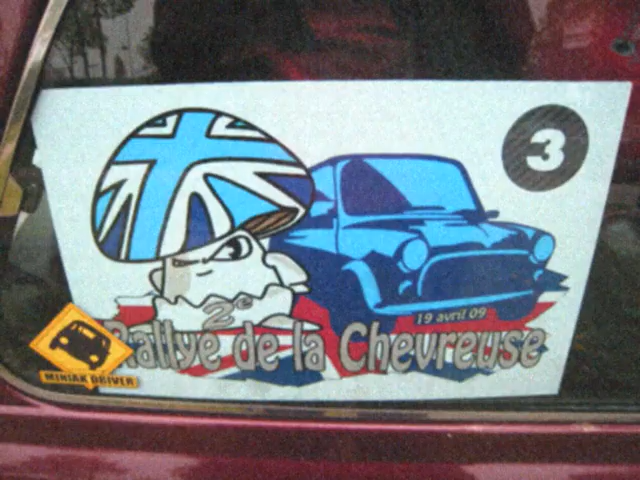 3
2e
19 avril 09
Rallye de la Chevreuse
MINIAK DRIVER